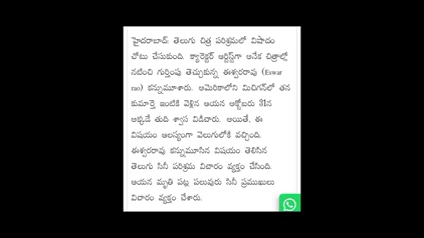 హైదరాబాద్: తెలుగు చిత్ర పరిశ్రమలో విషాదం
చోటు చేసుకుంది. క్యారెక్టర్ ఆర్టిస్ట్‌గా అనేక చిత్రాల్లో
నటించి గుర్తింపు తెచ్చుకున్న ఈశ్వరరావు (Eswar
rao) కన్నుమూశారు. అమెరికాలోని మిచిగన్‌లో తన
కుమార్తె ఇంటికి వెళ్లిన ఆయన అక్టోబరు 31న
అక్కడే తుది శ్వాస విడిచారు. అయితే, ఈ
విషయం ఆలస్యంగా వెలుగులోకి వచ్చింది.
ఈశ్వరరావు కన్నుమూసిన విషయం తెలిసిన
తెలుగు సినీ పరిశ్రమ విచారం వ్యక్తం చేసింది.
ఆయన మృతి పట్ల పలువురు సినీ ప్రముఖులు
విచారం వ్యక్తం చేశారు.